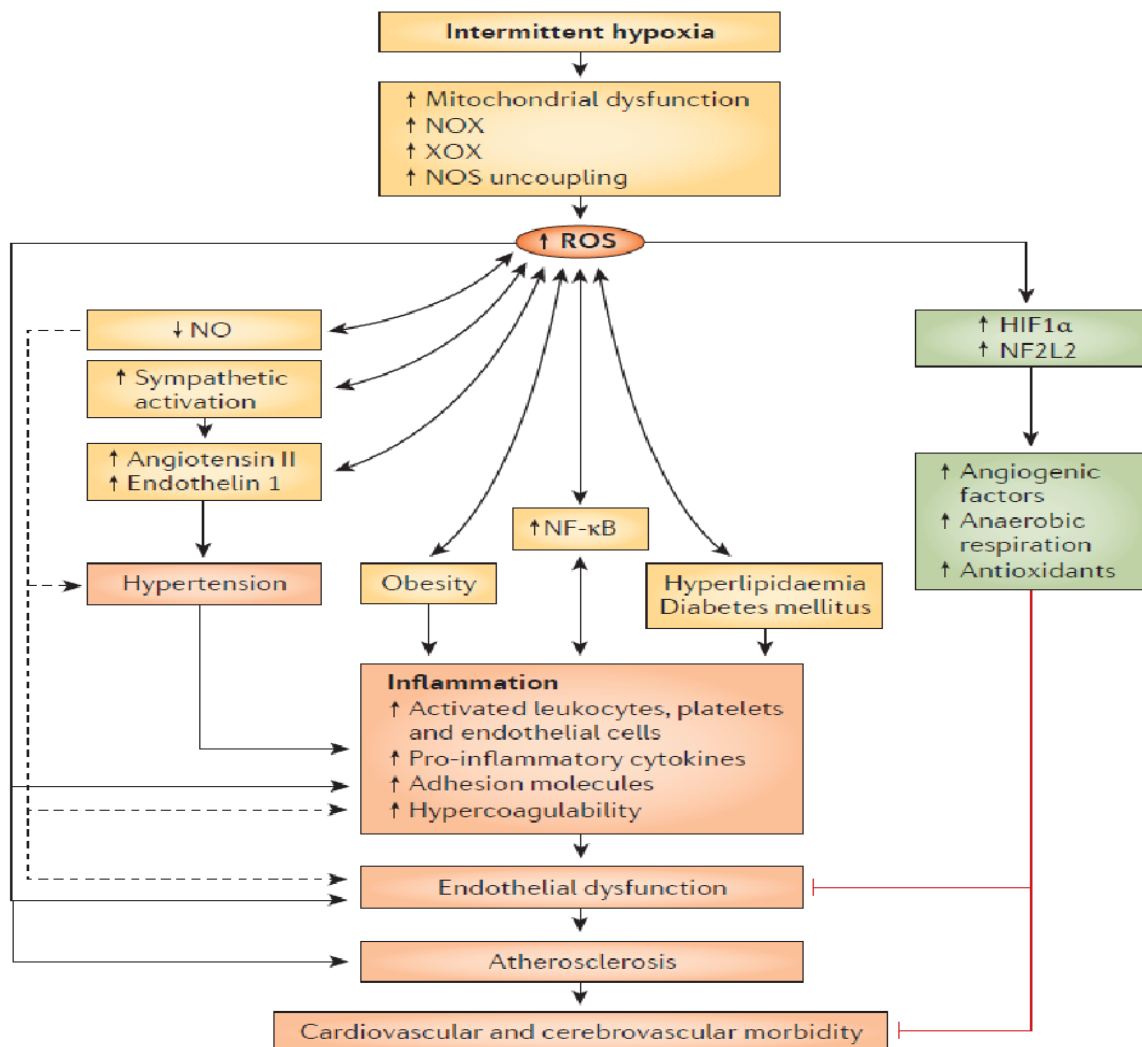 Intermittent hypoxia
↑ Mitochondrial dysfunction
↑ NOX
↑ XOX
↑ NOS uncoupling
↑ ROS
↓ NO
↑ Sympathetic
activation
↑ Angiotensin II
↑ Endothelin 1
Hypertension
Obesity
↑NF-κB
Hyperlipidaemia
Diabetes mellitus
↑ HIF1α
↑ NF2L2
↑ Angiogenic
factors
↑ Anaerobic
respiration
↑ Antioxidants
Inflammation
↑ Activated leukocytes, platelets
and endothelial cells
↑ Pro-inflammatory cytokines
↑ Adhesion molecules
↑ Hypercoagulability
Endothelial dysfunction
Atherosclerosis
Cardiovascular and cerebrovascular morbidity